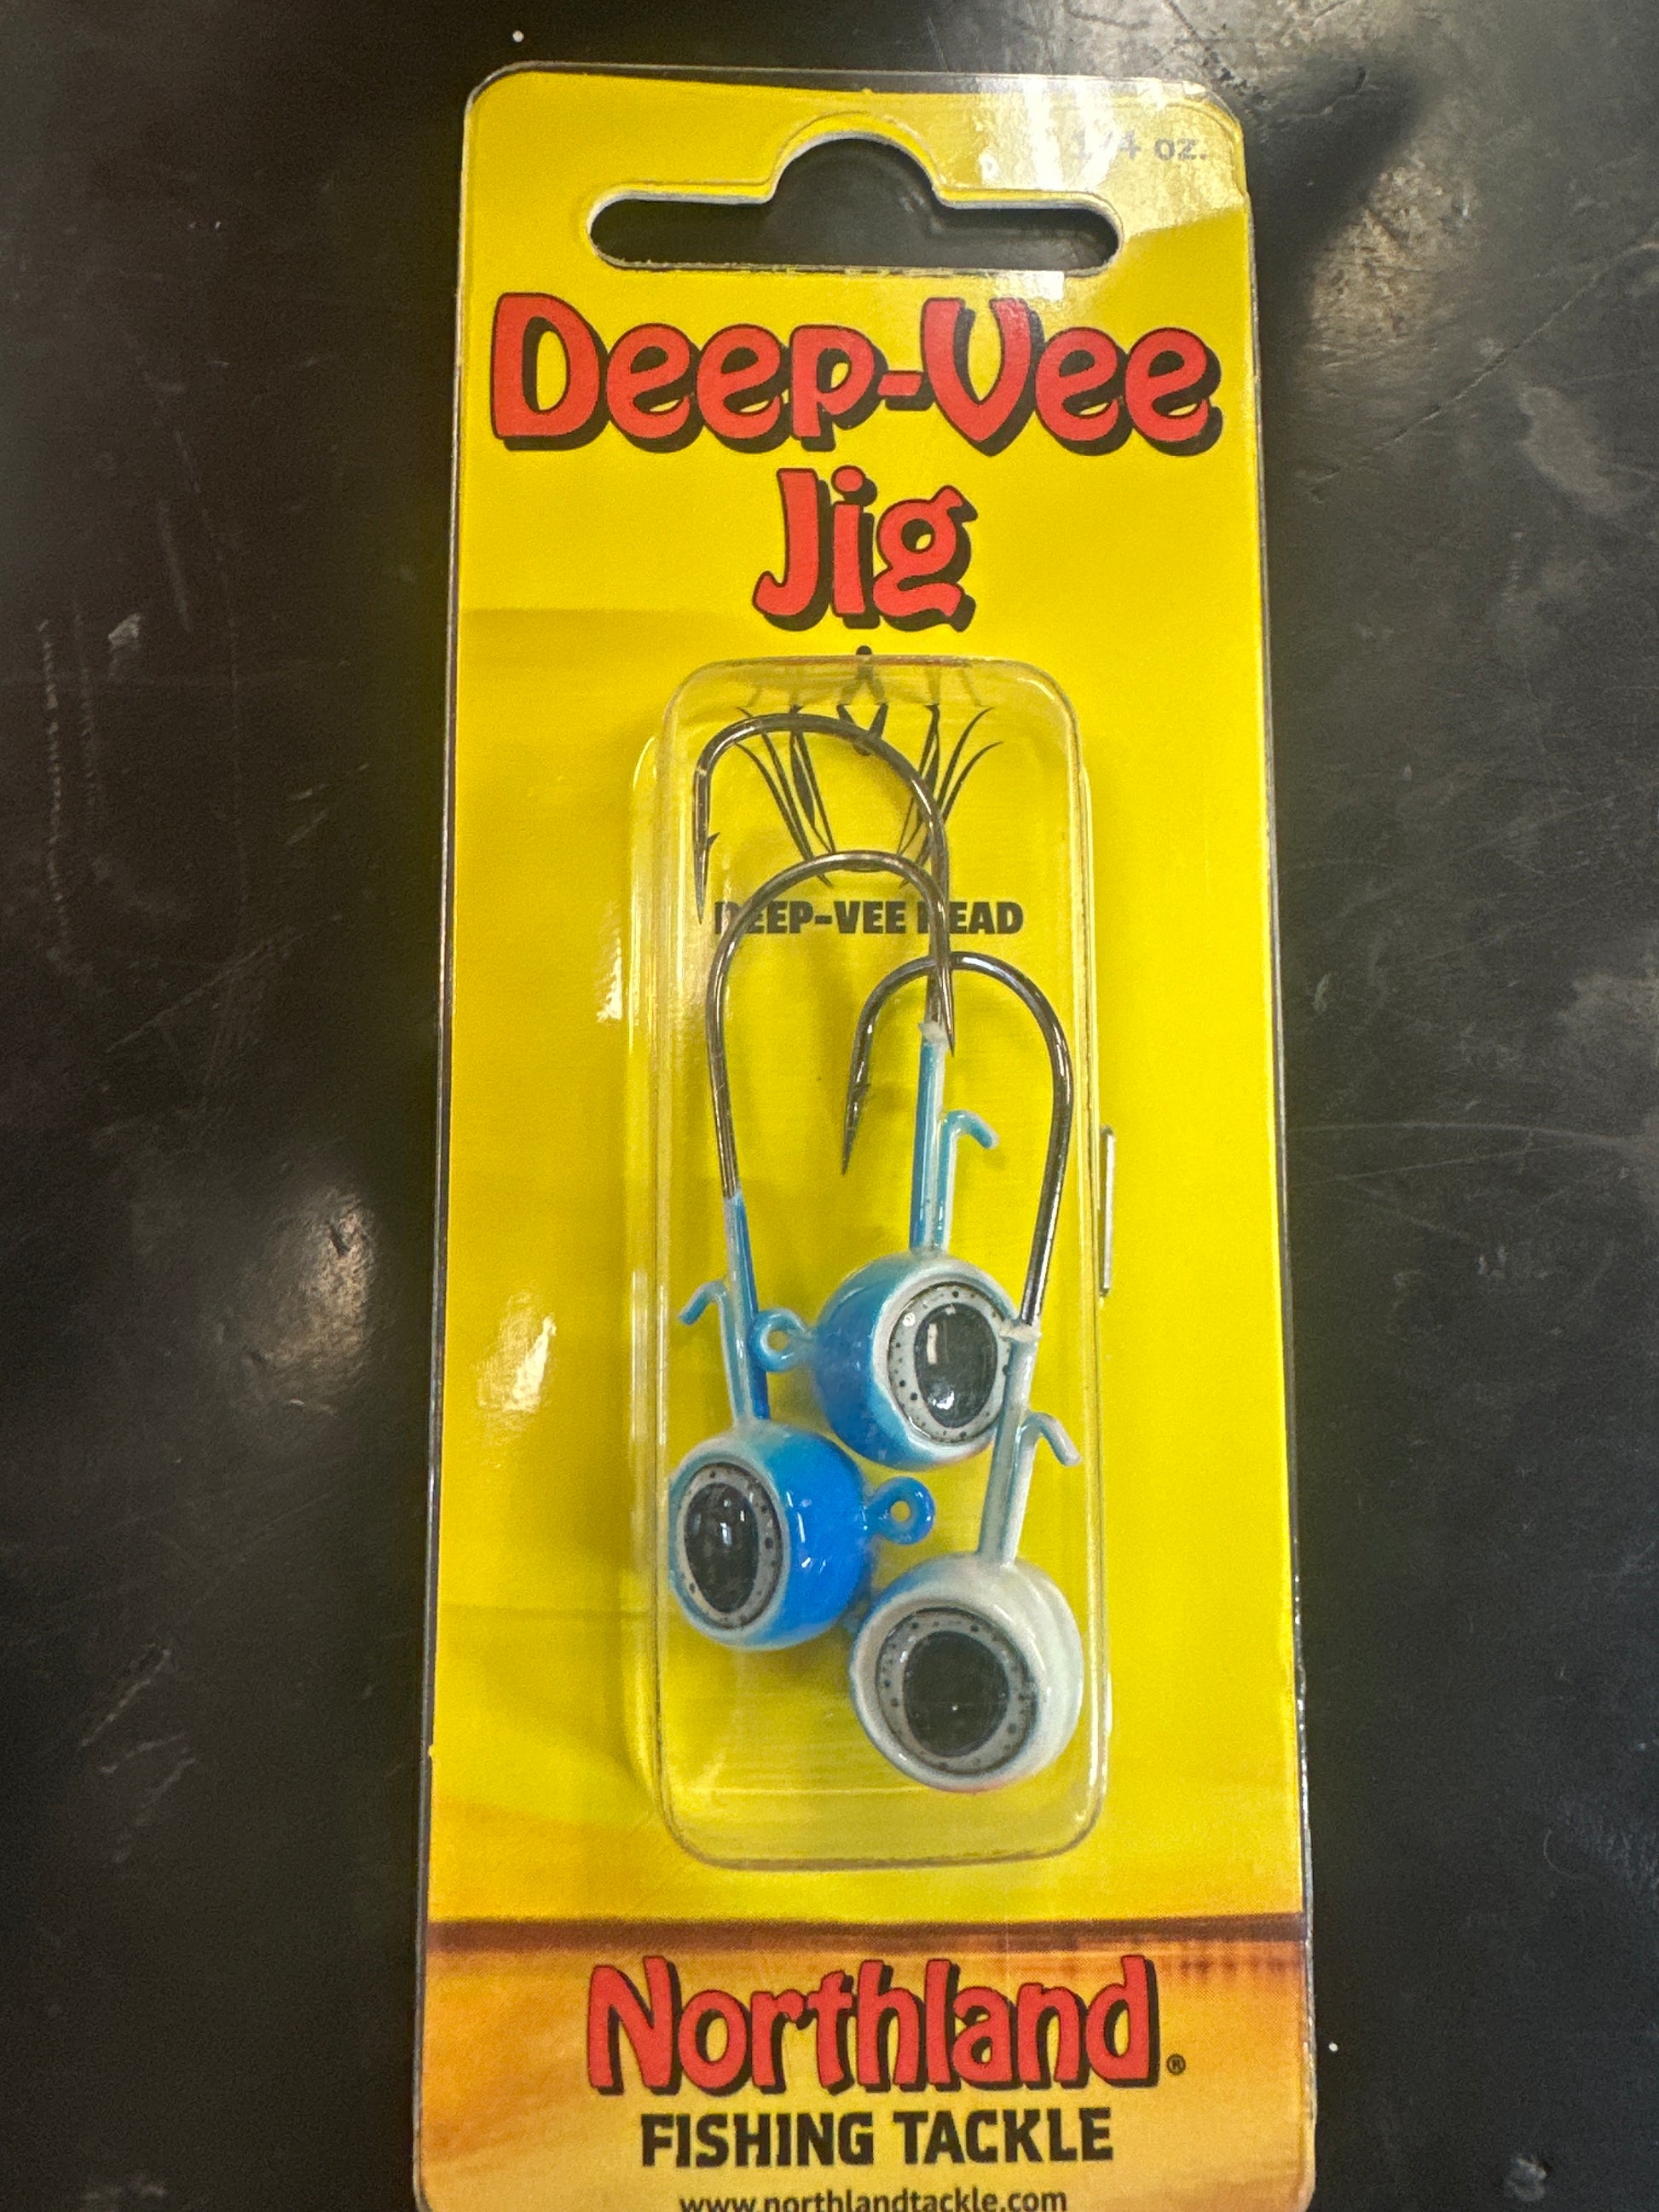 1/4 oz.
Deep-Vee
Jig
DEEP-VEE HEAD
Northland®
FISHING TACKLE
www.northlandtackle.com